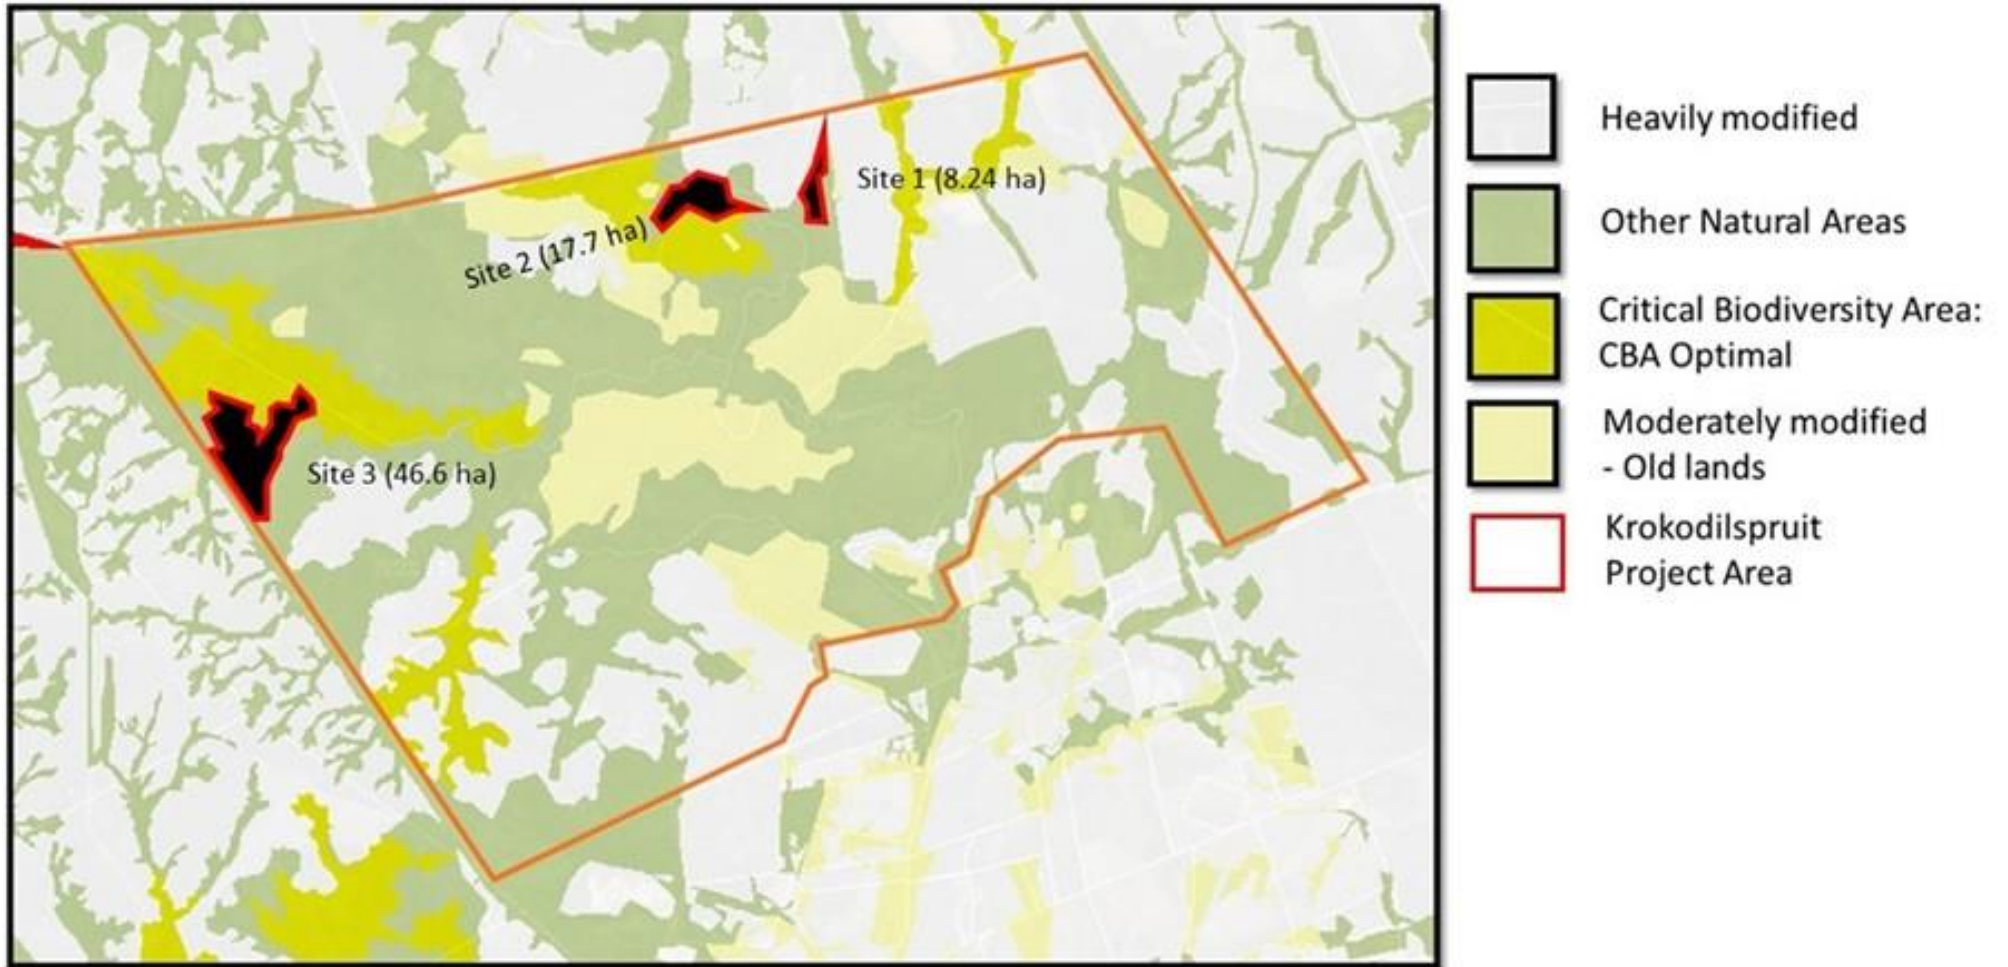 Site 1 (8.24 ha)
Site 2 (17.7 ha)
Site 3 (46.6 ha)
Heavily modified
Other Natural Areas
Critical Biodiversity Area:
CBA Optimal
Moderately modified
- Old lands
Krokodilspruit
Project Area